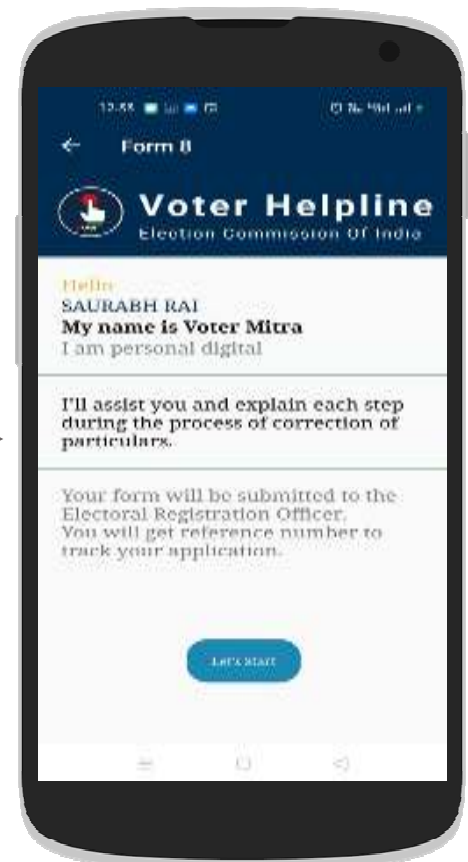 12:58
Form 8
Voter Helpline
Election Commission Of India
Hello
SAURABH RAI
My name is Voter Mitra
I am personal digital
I'll assist you and explain each step
during the process of correction of
particulars.
Your form will be submitted to the
Electoral Registration Officer.
You will get reference number to
track your application.
Let's Start